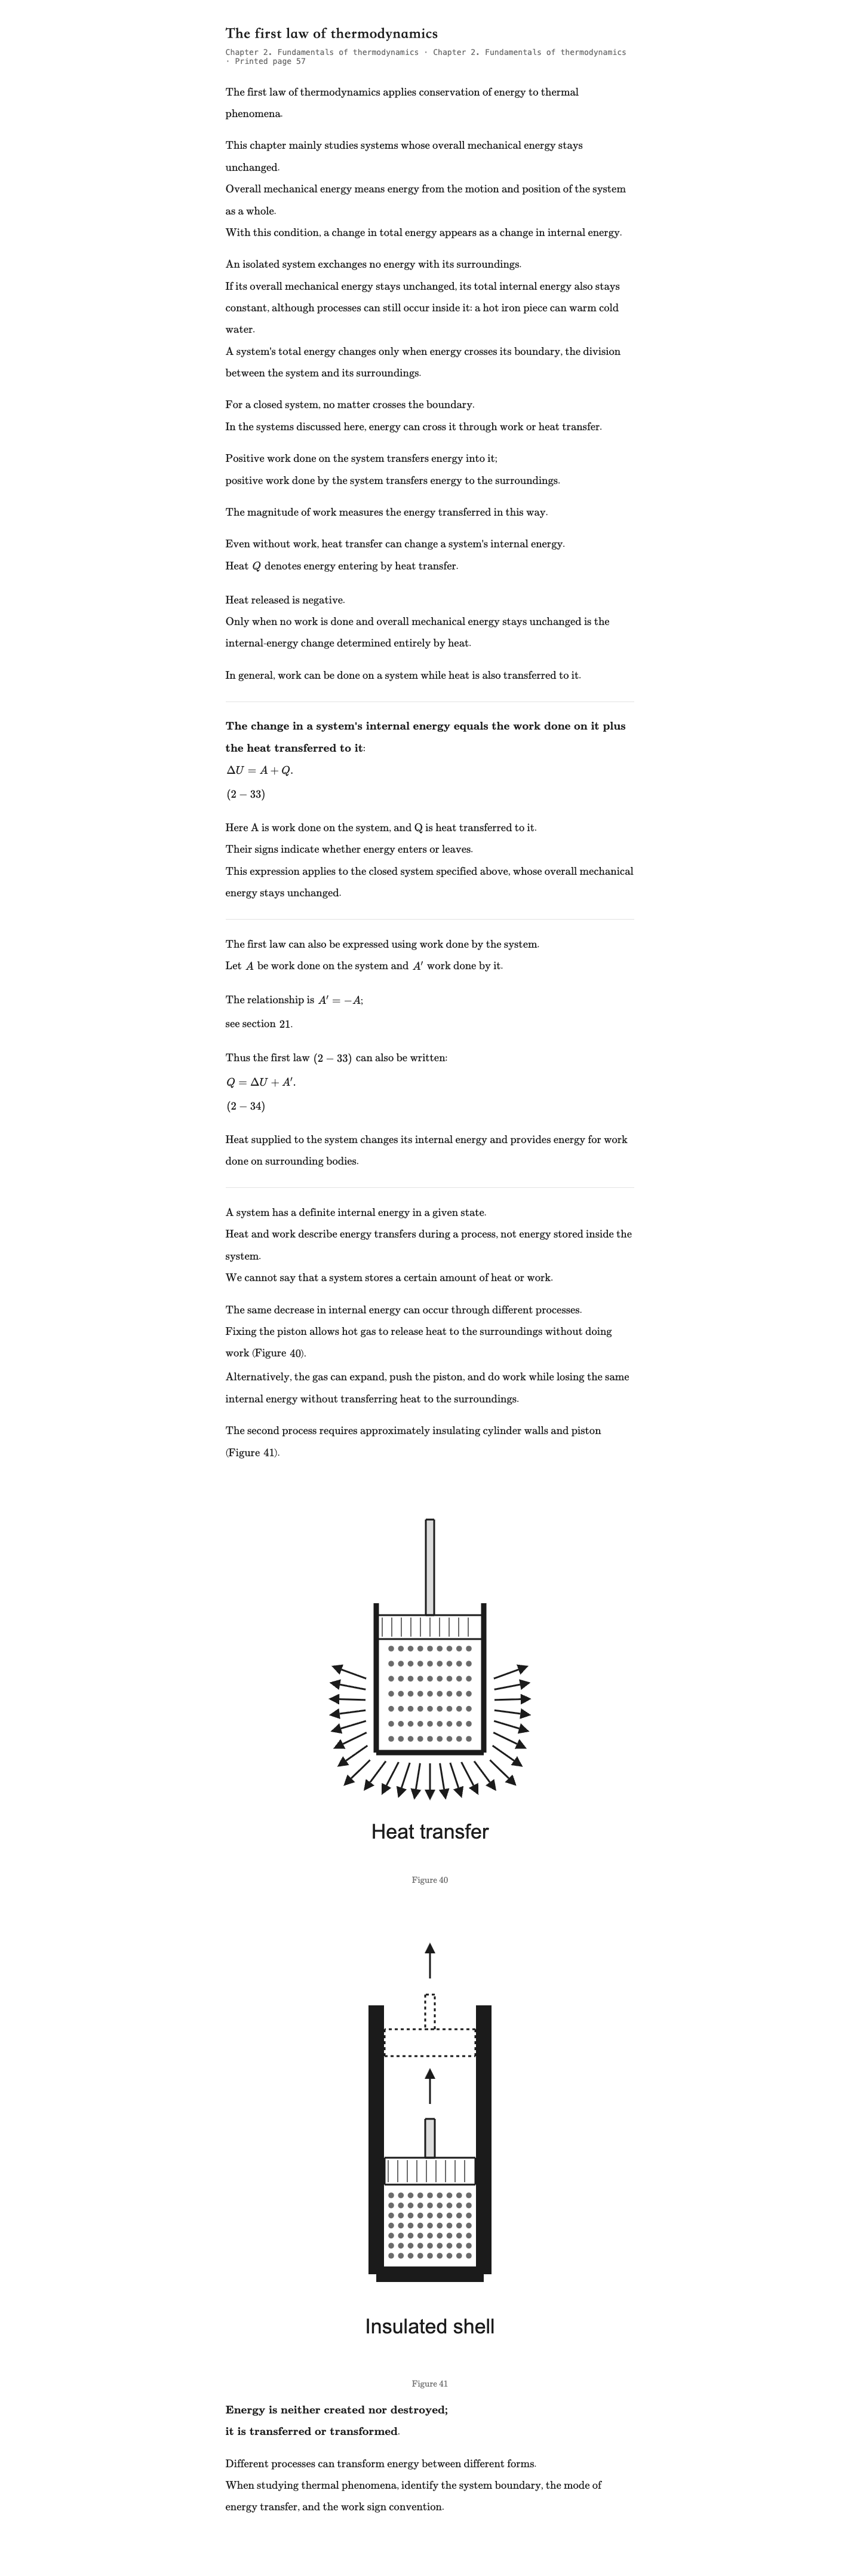 The first law of thermodynamics
Chapter 2. Fundamentals of thermodynamics · Chapter 2. Fundamentals of thermodynamics
· Printed page 57
The first law of thermodynamics applies conservation of energy to thermal
phenomena.
This chapter mainly studies systems whose overall mechanical energy stays
unchanged.
Overall mechanical energy means energy from the motion and position of the system
as a whole.
With this condition, a change in total energy appears as a change in internal energy.
An isolated system exchanges no energy with its surroundings.
If its overall mechanical energy stays unchanged, its total internal energy also stays
constant, although processes can still occur inside it: a hot iron piece can warm cold
water.
A system's total energy changes only when energy crosses its boundary, the division
between the system and its surroundings.
For a closed system, no matter crosses the boundary.
In the systems discussed here, energy can cross it through work or heat transfer.
Positive work done on the system transfers energy into it;
positive work done by the system transfers energy to the surroundings.
The magnitude of work measures the energy transferred in this way.
Even without work, heat transfer can change a system's internal energy.
Heat Q denotes energy entering by heat transfer.
Heat released is negative.
Only when no work is done and overall mechanical energy stays unchanged is the
internal-energy change determined entirely by heat.
In general, work can be done on a system while heat is also transferred to it.
The change in a system's internal energy equals the work done on it plus
the heat transferred to it:
ΔU = A + Q.
(2 − 33)
Here A is work done on the system, and Q is heat transferred to it.
Their signs indicate whether energy enters or leaves.
This expression applies to the closed system specified above, whose overall mechanical
energy stays unchanged.
The first law can also be expressed using work done by the system.
Let A be work done on the system and A′ work done by it.
The relationship is A′ = −A;
see section 21.
Thus the first law (2 − 33) can also be written:
Q = ΔU + A′.
(2 − 34)
Heat supplied to the system changes its internal energy and provides energy for work
done on surrounding bodies.
A system has a definite internal energy in a given state.
Heat and work describe energy transfers during a process, not energy stored inside the
system.
We cannot say that a system stores a certain amount of heat or work.
The same decrease in internal energy can occur through different processes.
Fixing the piston allows hot gas to release heat to the surroundings without doing
work (Figure 40).
Alternatively, the gas can expand, push the piston, and do work while losing the same
internal energy without transferring heat to the surroundings.
The second process requires approximately insulating cylinder walls and piston
(Figure 41).
Heat transfer
Figure 40
Insulated shell
Figure 41
Energy is neither created nor destroyed;
it is transferred or transformed.
Different processes can transform energy between different forms.
When studying thermal phenomena, identify the system boundary, the mode of
energy transfer, and the work sign convention.